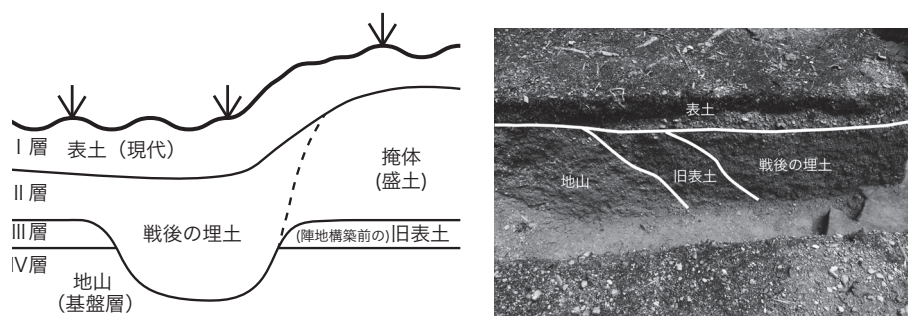 Ⅰ層
表土（現代）
Ⅱ層
掩体
(盛土)
Ⅲ層
戦後の埋土
(陣地構築前の)旧表土
Ⅳ層
地山
（基盤層）
表土
地山
旧表土
戦後の埋土